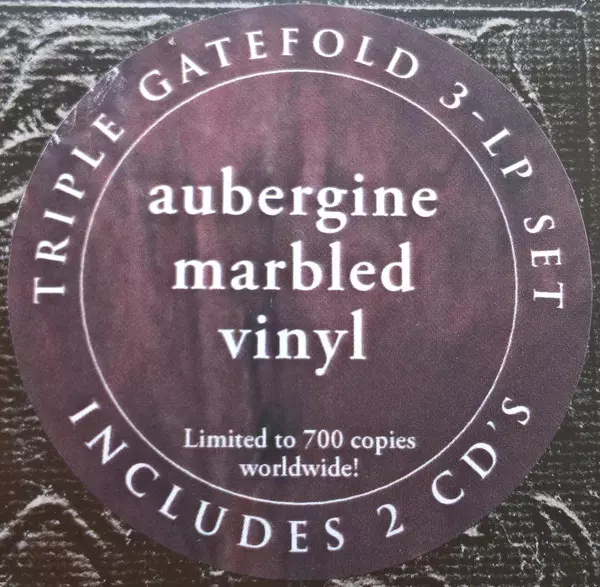 TRIPLE GATEFOLD 3-LP SET
aubergine
marbled
vinyl
Limited to 700 copies
worldwide!
INCLUDES 2 CD'S